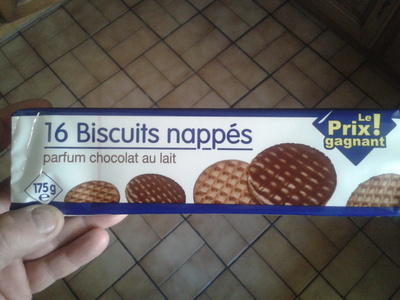 16 Biscuits nappés
parfum chocolat au lait
Le
Prix!
gagnant
175g
e